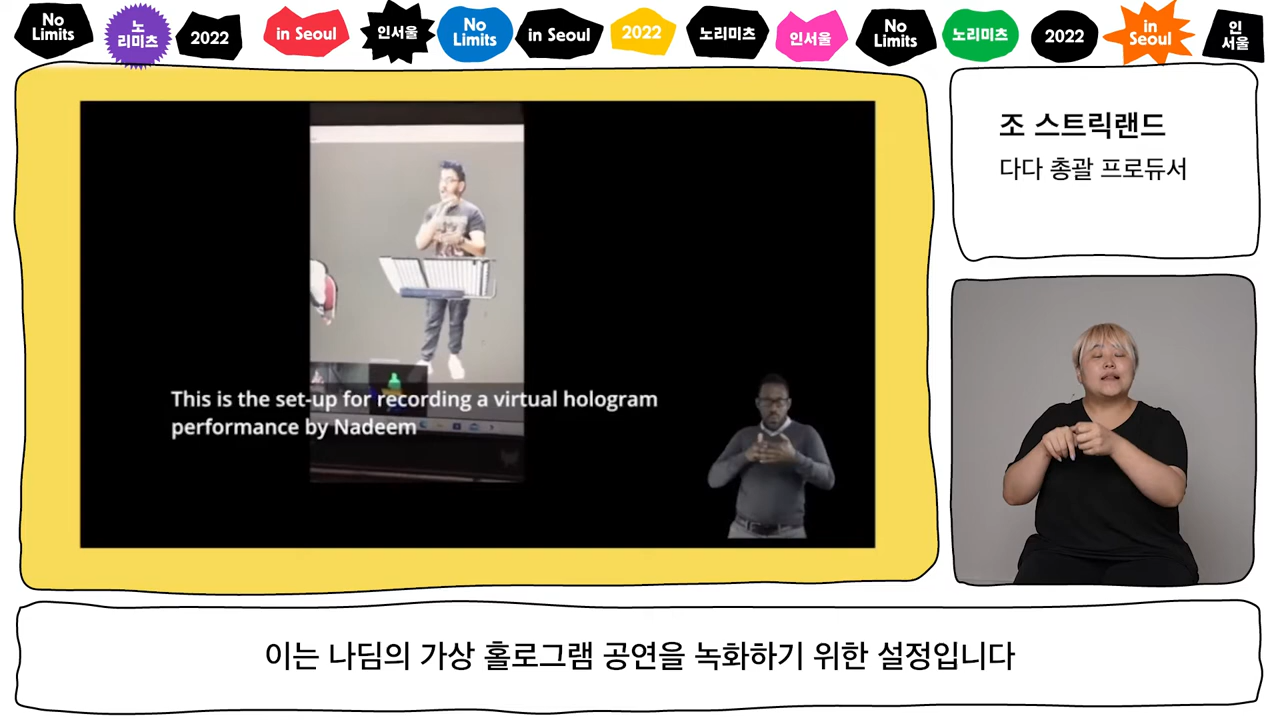 No
Limits
노
리미츠
2022
in Seoul
인서울
No
Limits
in Seoul
2022
노리미츠
인서울
No
Limits
노리미츠
2022
in
Seoul
인
서울
조 스트릭랜드
다다 총괄 프로듀서
This is the set-up for recording a virtual hologram
performance by Nadeem
이는 나딤의 가상 홀로그램 공연을 녹화하기 위한 설정입니다